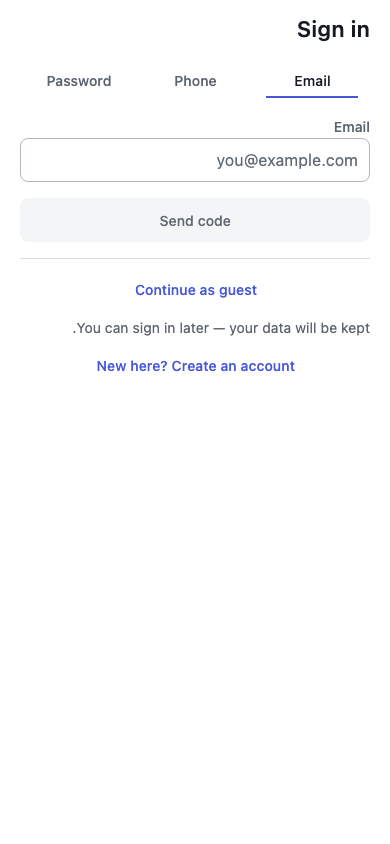 Sign in
Email
Phone
Password
Email
you@example.com
Send code
Continue as guest
You can sign in later — your data will be kept.
New here? Create an account